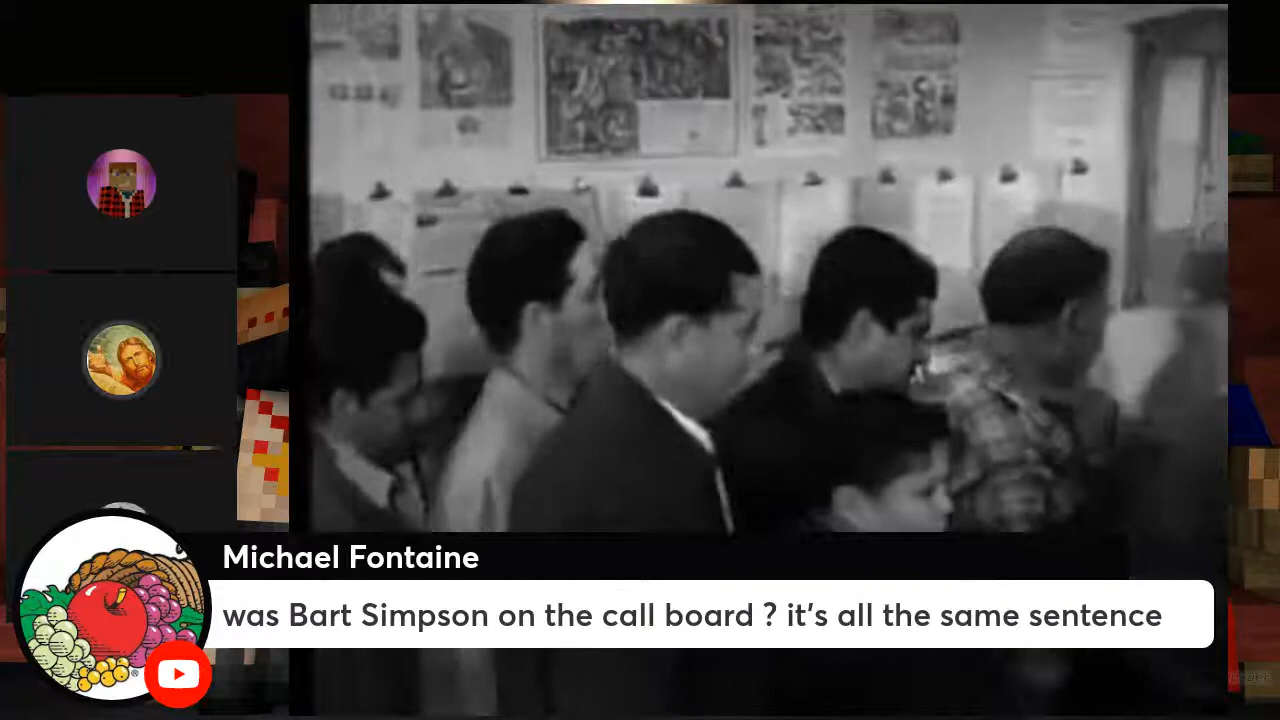 Michael Fontaine
was Bart Simpson on the call board ? it's all the same sentence